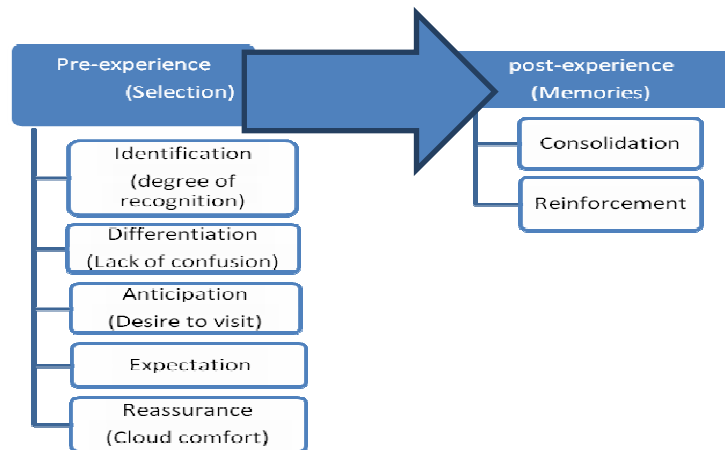 Pre-experience
(Selection)
Identification
(degree of
recognition)
Differentiation
(Lack of confusion)
Anticipation
(Desire to visit)
Expectation
Reassurance
(Cloud comfort)
post-experience
(Memories)
Consolidation
Reinforcement